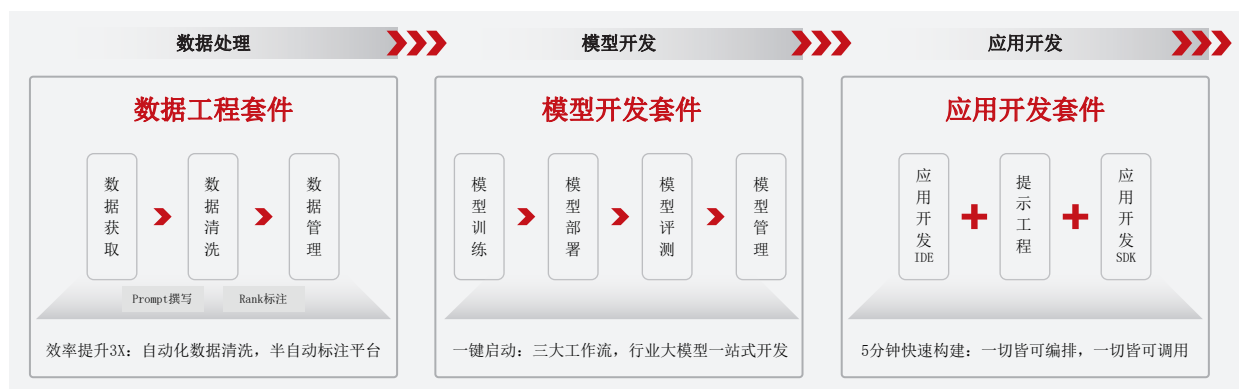 数据处理
模型开发
应用开发
数据工程套件
数据获取
数据清洗
数据管理
Prompt撰写
Rank标注
效率提升3X：自动化数据清洗，半自动标注平台
模型开发套件
模型训练
模型部署
模型评测
模型管理
一键启动：三大工作流，行业大模型一站式开发
应用开发套件
应用开发IDE
提示工程
应用开发SDK
5分钟快速构建：一切皆可编排，一切皆可调用